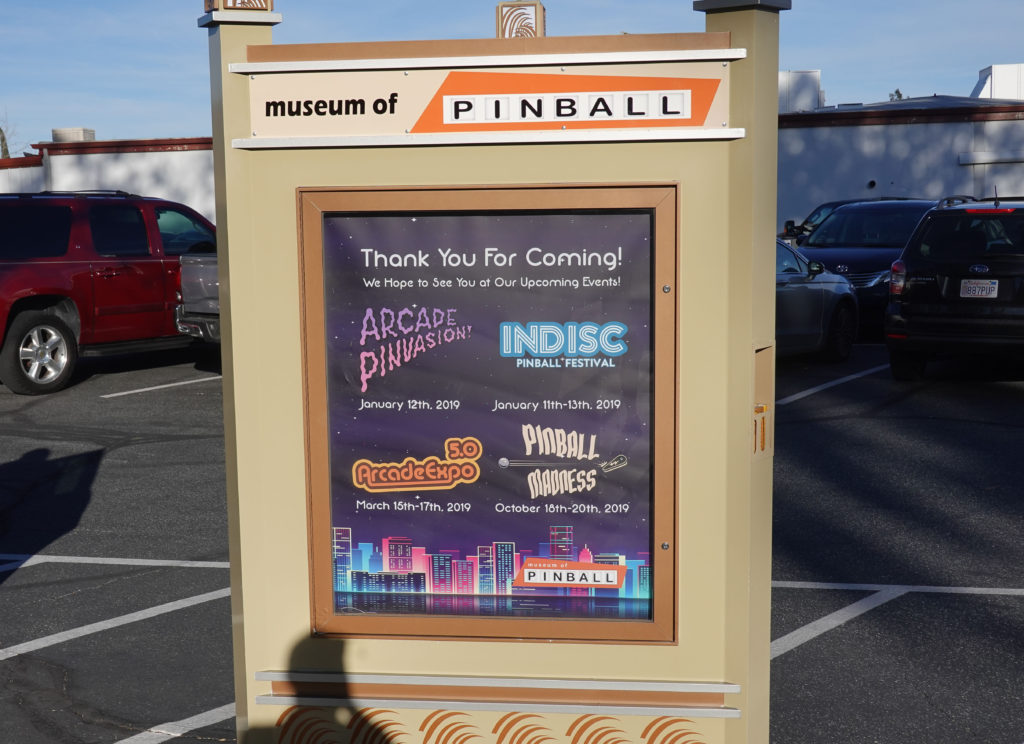 museum of PINBALL
Thank You For Coming!
We Hope to See You at Our Upcoming Events!
ARCADE
PINVASION!
January 12th, 2019
INDISC
PINBALL FESTIVAL
January 11th-13th, 2019
5.0
ArcadeExpo
March 15th-17th, 2019
PINBALL
MADNESS
October 18th-20th, 2019
museum of
PINBALL